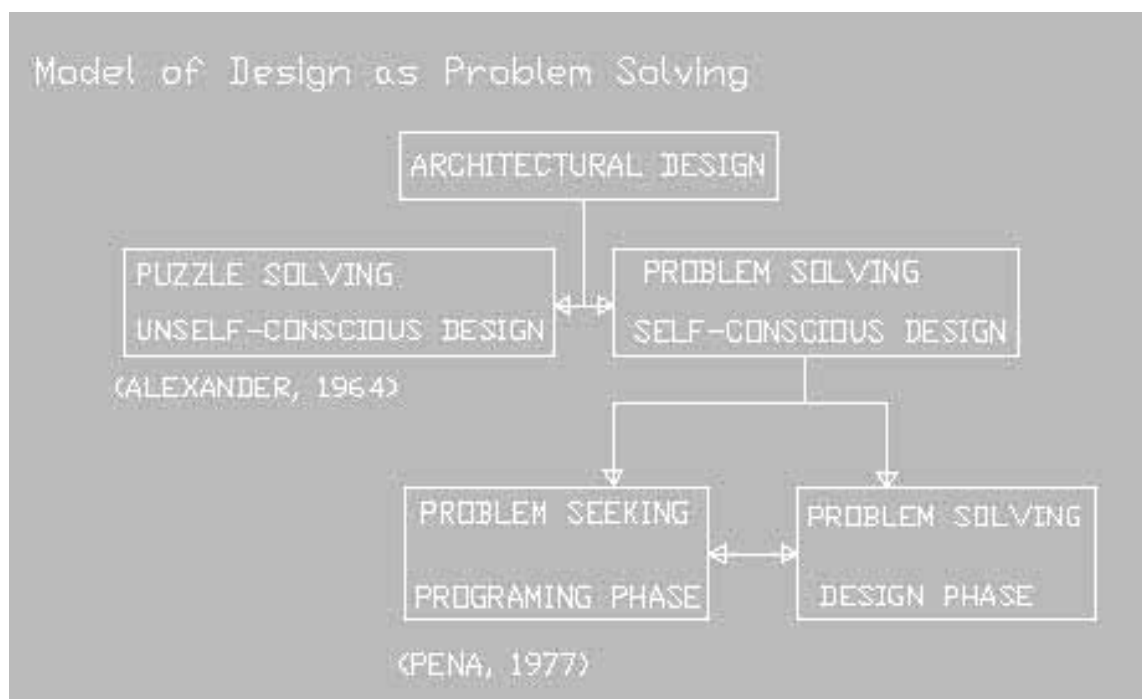 Model of Design as Problem Solving
ARCHITECTURAL DESIGN
PUZZLE SOLVING
UNSELF-CONSCIOUS DESIGN
(ALEXANDER, 1964)
PROBLEM SOLVING
SELF-CONSCIOUS DESIGN
PROBLEM SEEKING
PROGRAMING PHASE
(PENA, 1977)
PROBLEM SOLVING
DESIGN PHASE